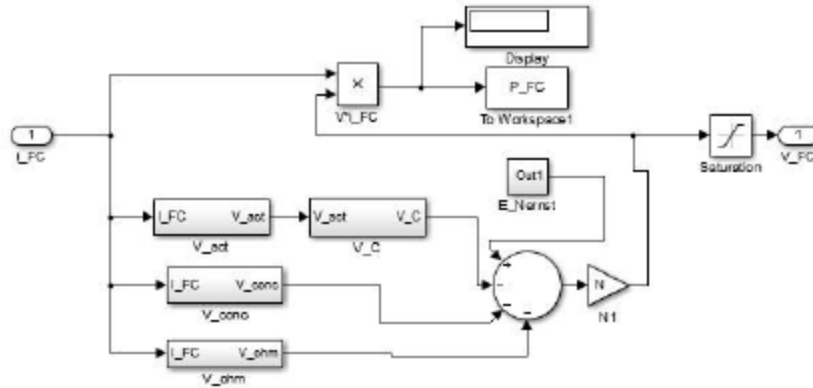 Display
×
V*I_FC
P_FC
To Workspace1
1
I_FC
Saturation
1
V_FC
Out1
E_Nernst
I_FC V_act
V_act
V_act V_C
V_C
+
-
-
-
N
N1
I_FC V_conc
V_conc
I_FC V_ohm
V_ohm